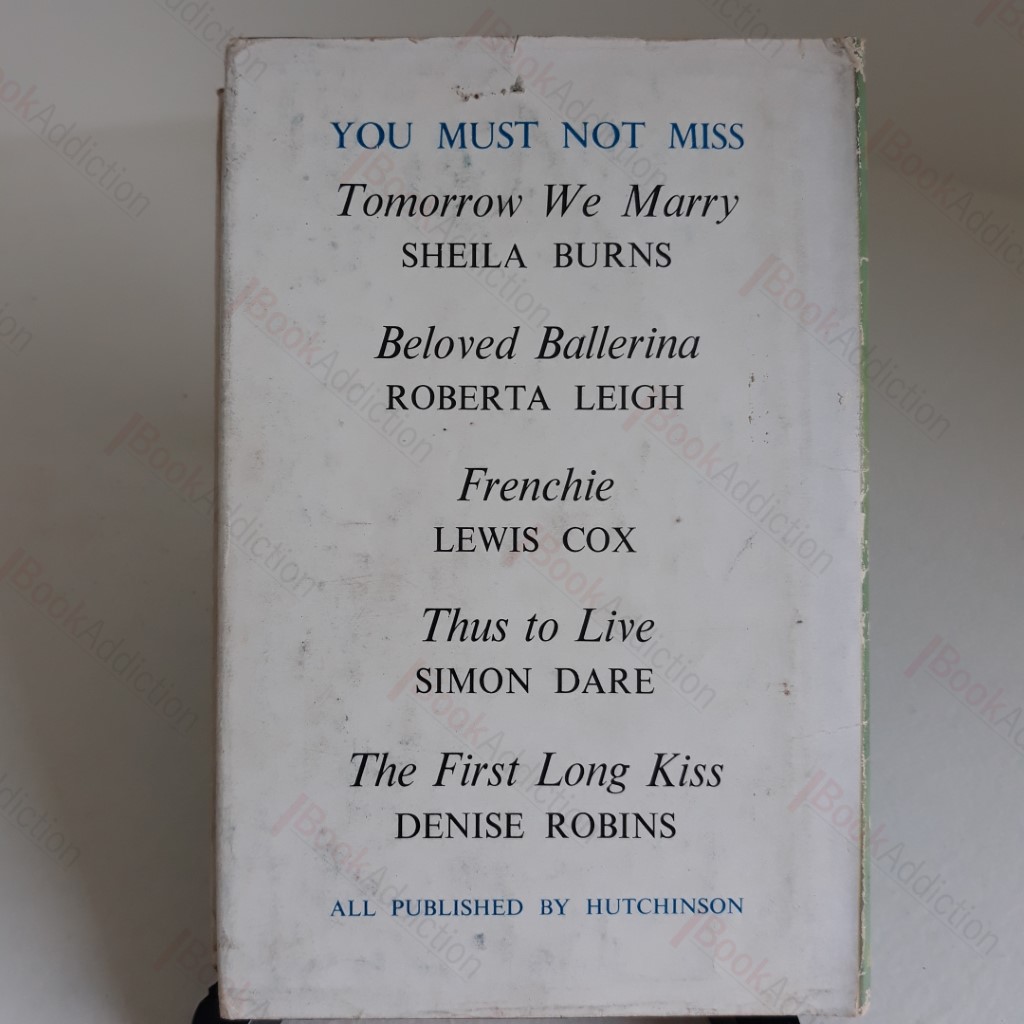 YOU MUST NOT MISS
Tomorrow We Marry
SHEILA BURNS
Beloved Ballerina
ROBERTA LEIGH
Frenchie
LEWIS COX
Thus to Live
SIMON DARE
The First Long Kiss
DENISE ROBINS
ALL PUBLISHED BY HUTCHINSON
BookAddiction